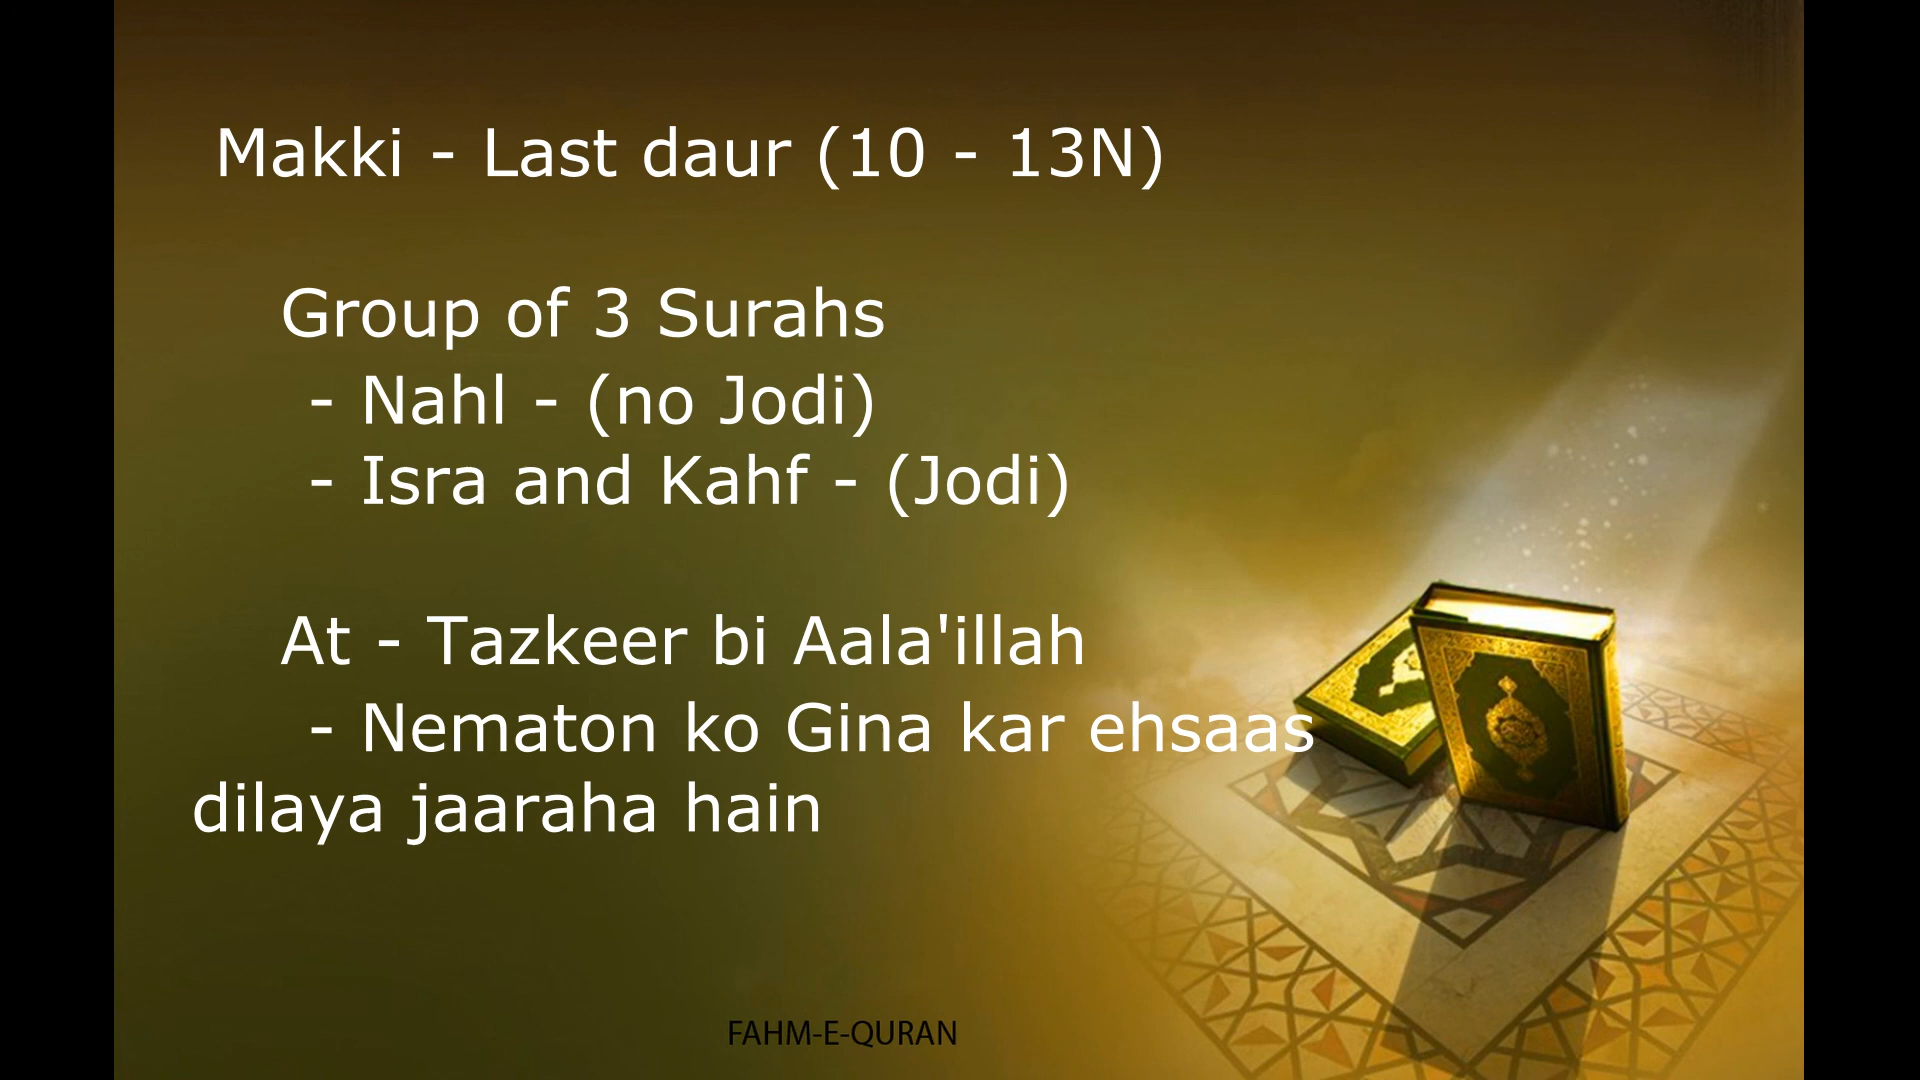 Makki - Last daur (10 - 13N)
Group of 3 Surahs
- Nahl - (no Jodi)
- Isra and Kahf - (Jodi)
At - Tazkeer bi Aala'illah
- Nematon ko Gina kar ehsaas
dilaya jaaraha hain
FAHM-E-QURAN